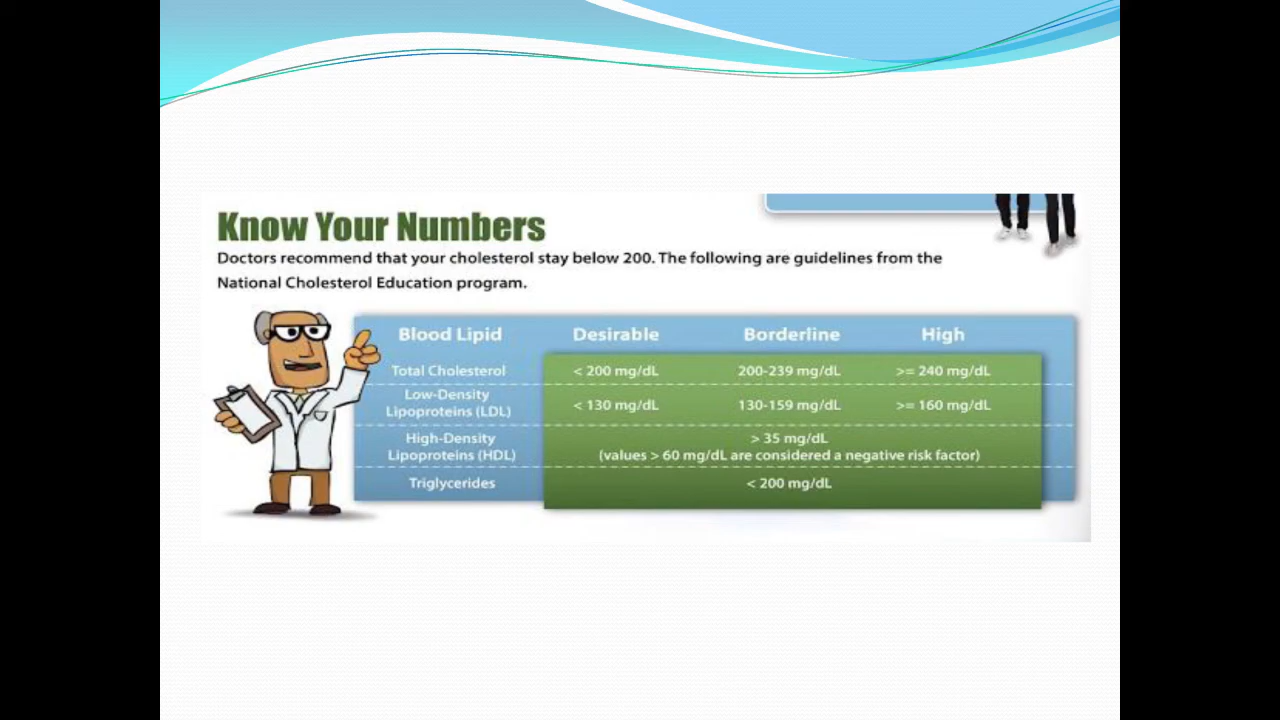 Know Your Numbers
Doctors recommend that your cholesterol stay below 200. The following are guidelines from the
National Cholesterol Education program.
Blood Lipid Desirable Borderline High
Total Cholesterol < 200 mg/dL 200-239 mg/dL >= 240 mg/dL
Low-Density
Lipoproteins (LDL) < 130 mg/dL 130-159 mg/dL >= 160 mg/dL
High-Density > 35 mg/dL
Lipoproteins (HDL) (values > 60 mg/dL are considered a negative risk factor)
Triglycerides < 200 mg/dL